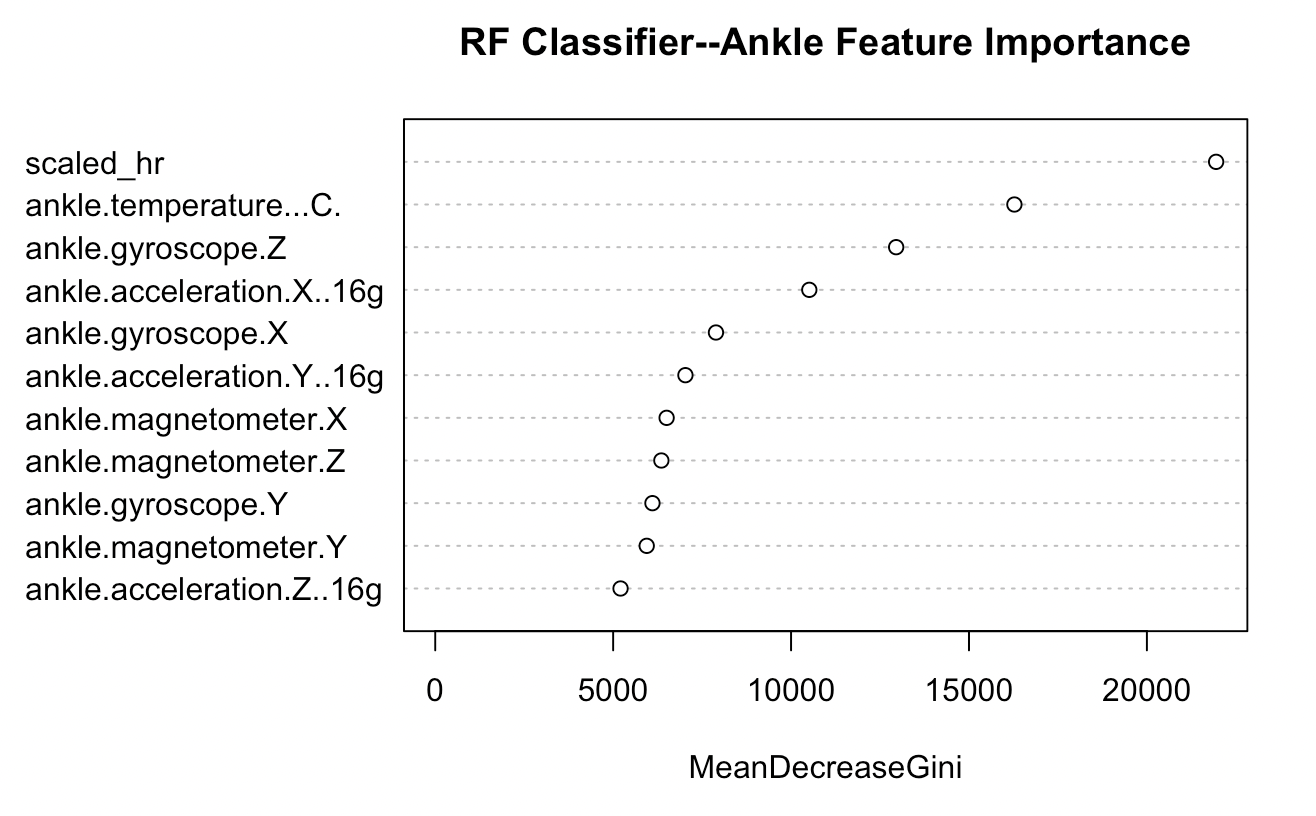 RF Classifier--Ankle Feature Importance
scaled_hr
ankle.temperature...C.
ankle.gyroscope.Z
ankle.acceleration.X..16g
ankle.gyroscope.X
ankle.acceleration.Y..16g
ankle.magnetometer.X
ankle.magnetometer.Z
ankle.gyroscope.Y
ankle.magnetometer.Y
ankle.acceleration.Z..16g
0 5000 10000 15000 20000
MeanDecreaseGini